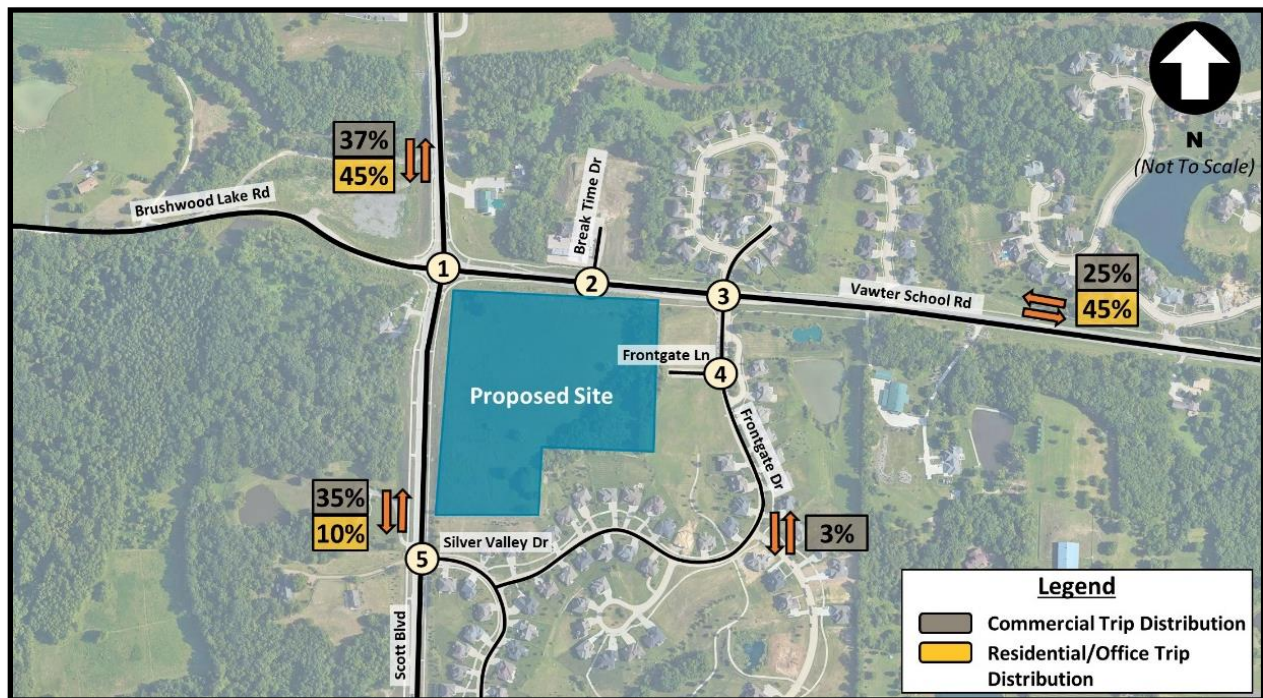 37%
45%
Brushwood Lake Rd
Break Time Dr
N
(Not To Scale)
1
2
3
Vawter School Rd
25%
45%
Frontgate Ln
4
Proposed Site
Frontgate Dr
35%
10%
Silver Valley Dr
3%
5
Scott Blvd
Legend
Commercial Trip Distribution
Residential/Office Trip
Distribution